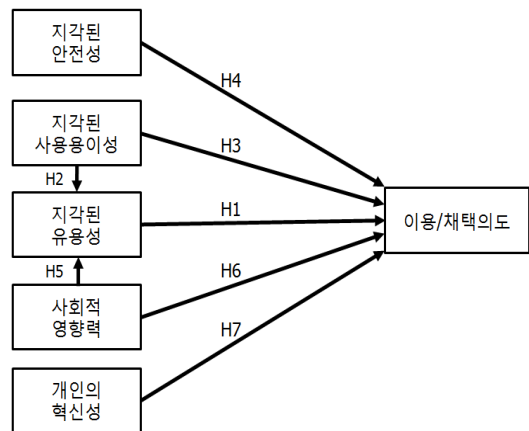 지각된
안전성
H4
지각된
사용용이성
H3
H2
지각된
유용성
H1
이용/채택의도
H5
H6
사회적
영향력
H7
개인의
혁신성